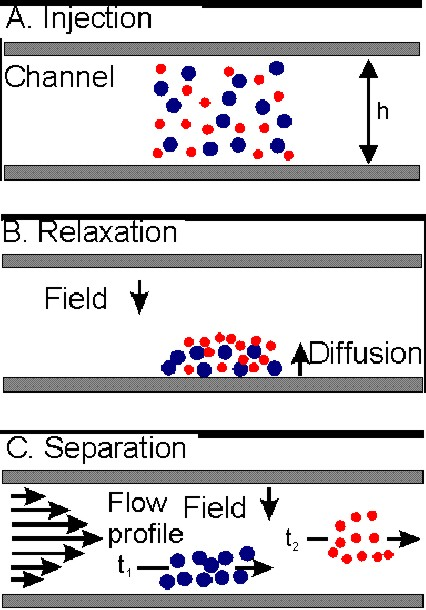 A. Injection
Channel
h
B. Relaxation
Field
Diffusion
C. Separation
Flow profile
Field
t₁
t₂